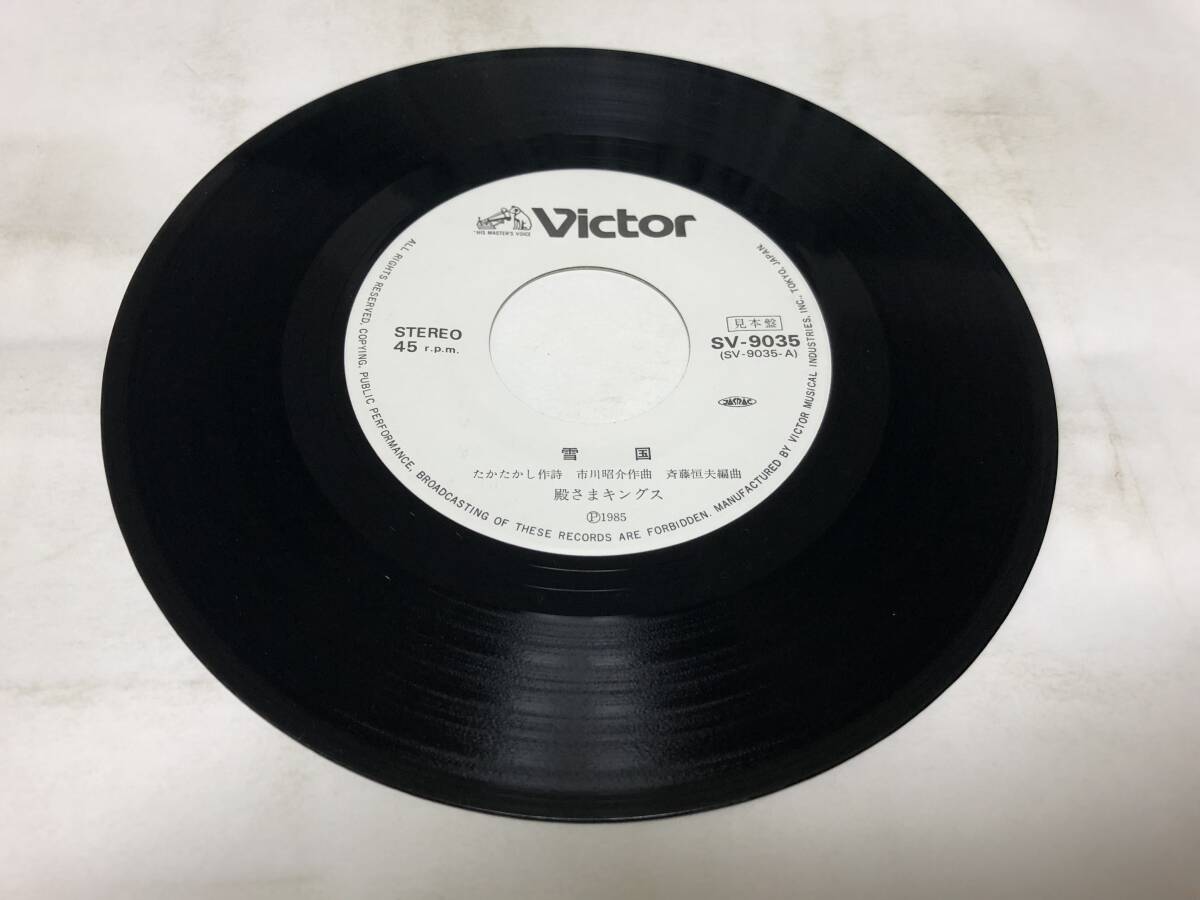 "HIS MASTER'S VOICE"
Victor
STEREO
45 r.p.m.
見本盤
SV-9035
(SV-9035-A)
JASRAC
雪国
たかたかし作詩 市川昭介作曲 斉藤恒夫編曲
殿さまキングス
Ⓟ1985
ALL RIGHTS RESERVED. COPYING, PUBLIC PERFORMANCE, BROADCASTING OF THESE RECORDS ARE FORBIDDEN. MANUFACTURED BY VICTOR MUSICAL INDUSTRIES, INC., TOKYO, JAPAN.